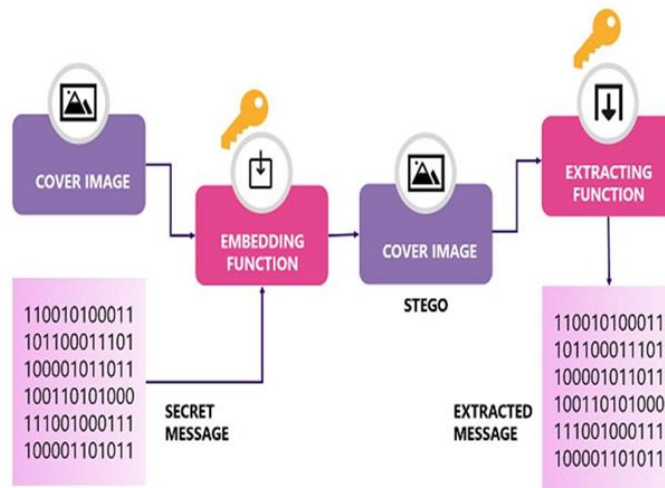 COVER IMAGE
EMBEDDING
FUNCTION
COVER IMAGE
STEGO
EXTRACTING
FUNCTION
110010100011
101100011101
100001011011
100110101000
111001000111
100001101011
SECRET
MESSAGE
EXTRACTED
MESSAGE
110010100011
101100011101
100001011011
100110101000
111001000111
100001101011